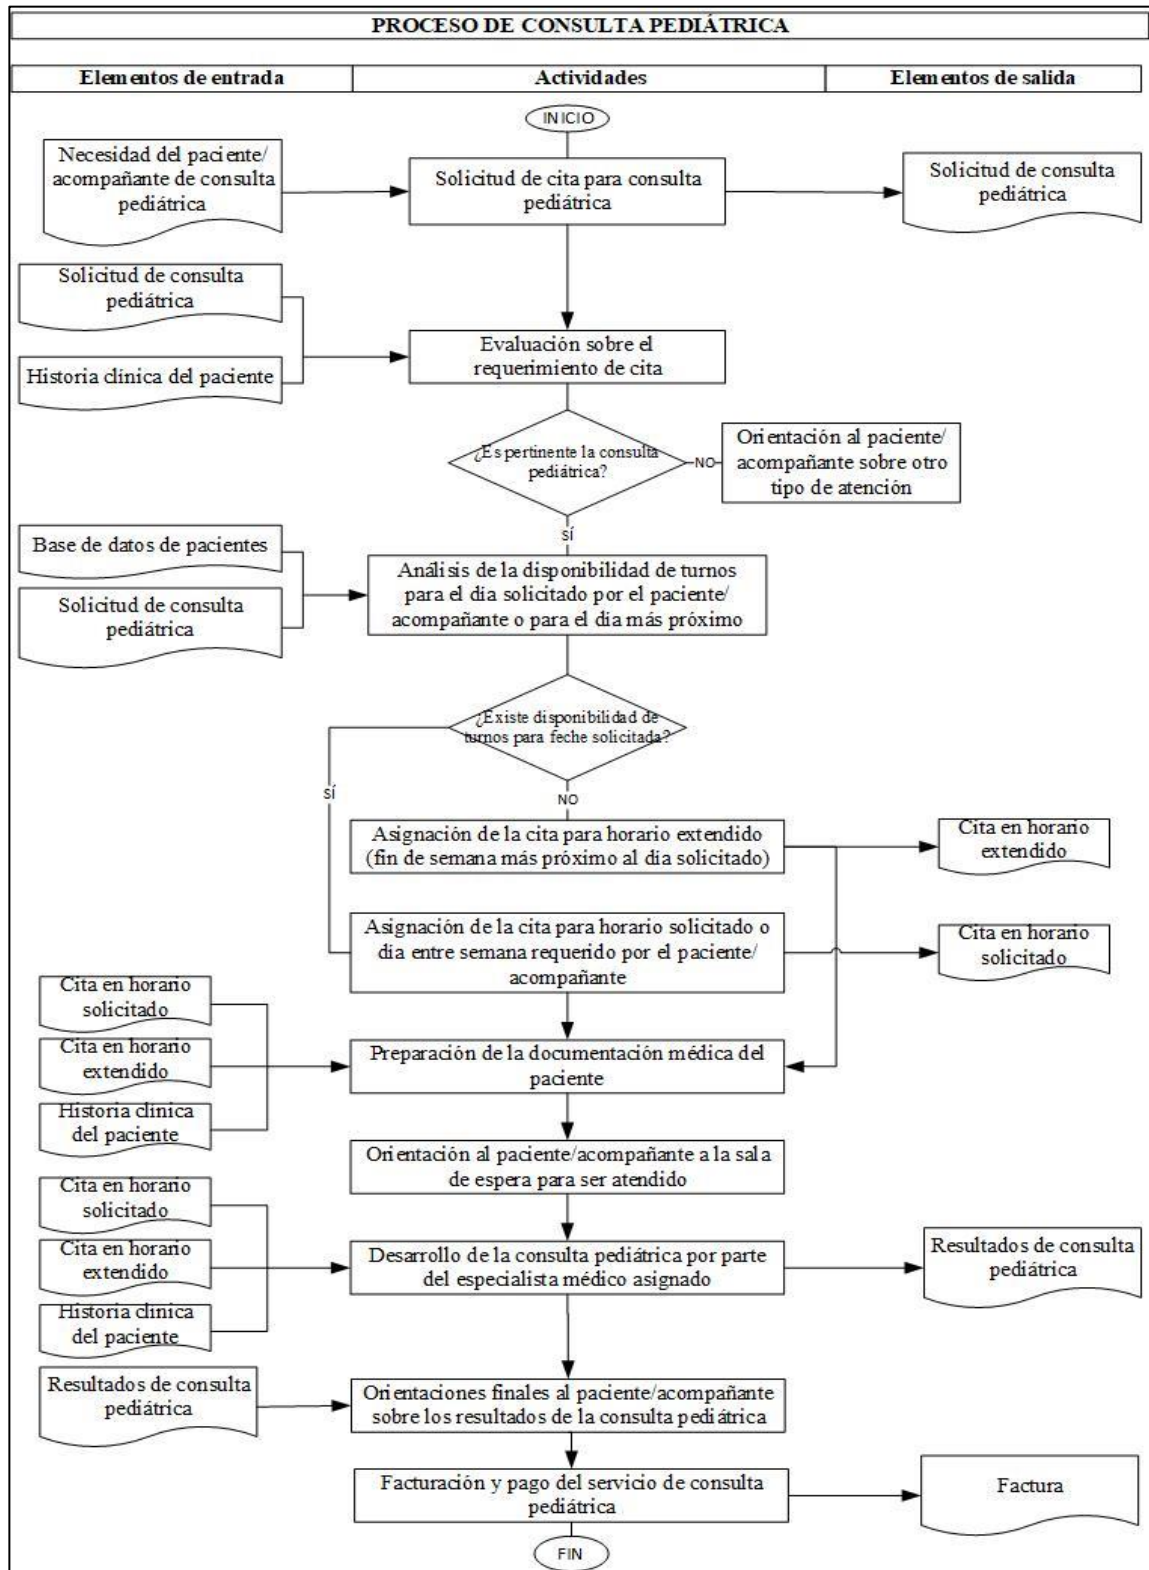 PROCESO DE CONSULTA PEDIÁTRICA
Elementos de entrada
Actividades
Elementos de salida
INICIO
Necesidad del paciente/
acompañante de consulta
pediátrica
Solicitud de cita para consulta
pediátrica
Solicitud de consulta
pediátrica
Solicitud de consulta
pediátrica
Historia clínica del paciente
Evaluación sobre el
requerimiento de cita
¿Es pertinente la consulta
pediátrica?
NO
Orientación al paciente/
acompañante sobre otro
tipo de atención
SÍ
Base de datos de pacientes
Solicitud de consulta
pediátrica
Análisis de la disponibilidad de turnos
para el día solicitado por el paciente/
acompañante o para el día más próximo
¿Existe disponibilidad de
turnos para feche solicitada?
SÍ
NO
Asignación de la cita para horario extendido
(fin de semana más próximo al día solicitado)
Cita en horario
extendido
Asignación de la cita para horario solicitado o
día entre semana requerido por el paciente/
acompañante
Cita en horario
solicitado
Cita en horario
solicitado
Cita en horario
extendido
Historia clínica
del paciente
Preparación de la documentación médica del
paciente
Orientación al paciente/acompañante a la sala
de espera para ser atendido
Cita en horario
solicitado
Cita en horario
extendido
Historia clínica
del paciente
Desarrollo de la consulta pediátrica por parte
del especialista médico asignado
Resultados de consulta
pediátrica
Resultados de consulta
pediátrica
Orientaciones finales al paciente/acompañante
sobre los resultados de la consulta pediátrica
Facturación y pago del servicio de consulta
pediátrica
Factura
FIN